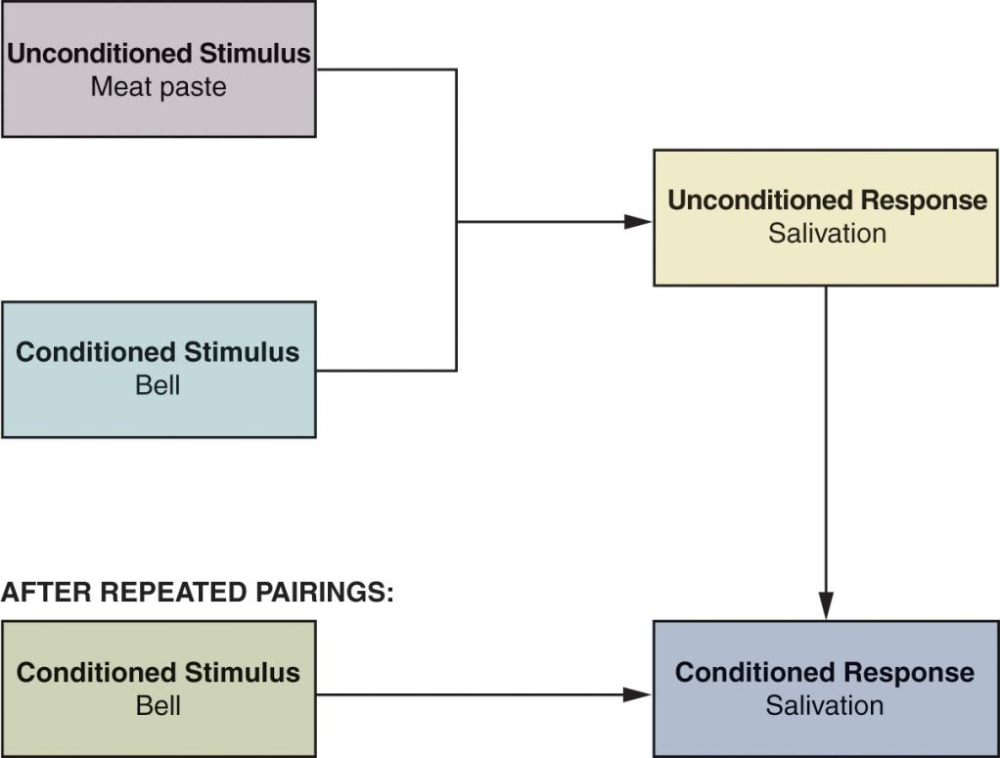 Unconditioned Stimulus
Meat paste
Unconditioned Response
Salivation
Conditioned Stimulus
Bell
AFTER REPEATED PAIRINGS:
Conditioned Stimulus
Bell
Conditioned Response
Salivation